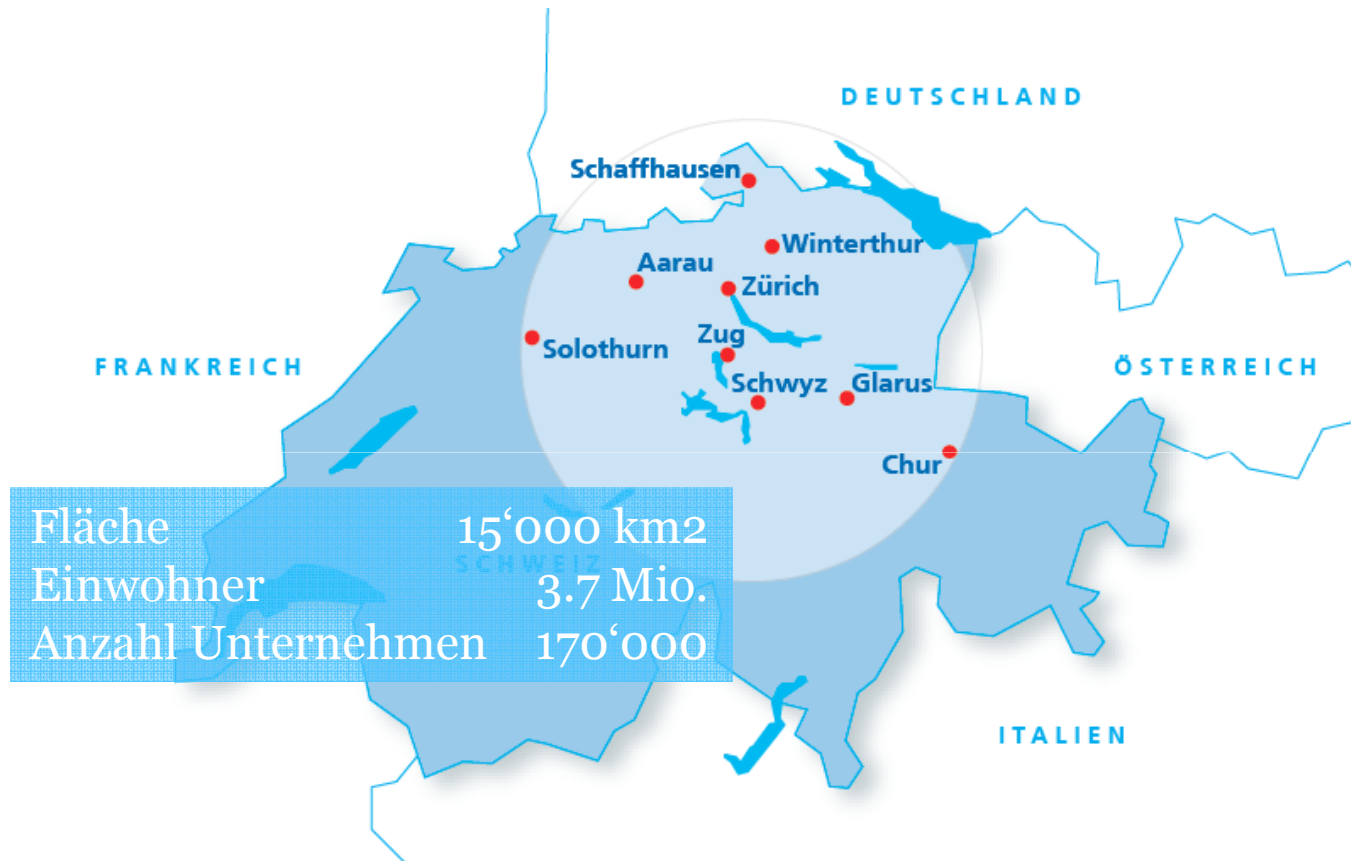 DEUTSCHLAND
Schaffhausen
Winterthur
Aarau
Zürich
Solothurn
Zug
FRANKREICH
ÖSTERREICH
Schwyz
Glarus
Chur
Fläche 15‘000 km2
SCHWEIZ
Einwohner 3.7 Mio.
Anzahl Unternehmen 170‘000
ITALIEN